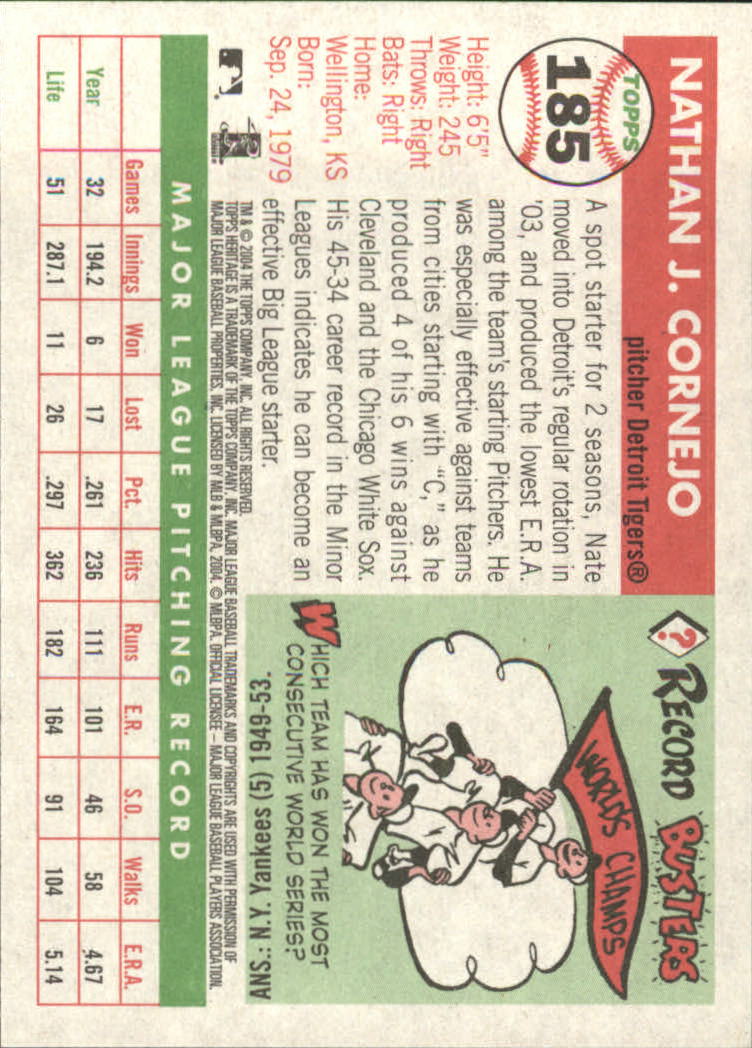 NATHAN J. CORNEJO
pitcher Detroit Tigers®
TOPPS
185
Height: 6'5"
Weight: 245
Throws: Right
Bats: Right
Home:
Wellington, KS
Born:
Sep. 24, 1979
A spot starter for 2 seasons, Nate
moved into Detroit's regular rotation in
'03, and produced the lowest E.R.A.
among the team's starting Pitchers. He
was especially effective against teams
from cities starting with "C," as he
produced 4 of his 6 wins against
Cleveland and the Chicago White Sox.
His 45-34 career record in the Minor
Leagues indicates he can become an
effective Big League starter.
? RECORD BUSTERS
WORLDS CHAMPS
WHICH TEAM HAS WON THE MOST
CONSECUTIVE WORLD SERIES?
ANS.: N.Y. Yankees (5) 1949-53.
TM & © 2004 THE TOPPS COMPANY, INC. ALL RIGHTS RESERVED.
TOPPS HERITAGE IS A TRADEMARK OF THE TOPPS COMPANY, INC. MAJOR LEAGUE BASEBALL TRADEMARKS AND COPYRIGHTS ARE USED WITH PERMISSION OF
MAJOR LEAGUE BASEBALL PROPERTIES, INC. LICENSED BY MLB & MLBPA, 2004. © MLBPA. OFFICIAL LICENSEE – MAJOR LEAGUE BASEBALL PLAYERS ASSOCIATION.
MAJOR LEAGUE PITCHING RECORD
Games Innings Won Lost Pct. Hits Runs E.R. S.O. Walks E.R.A.
Year 32 194.2 6 17 .261 236 111 101 46 58 4.67
Life 51 287.1 11 26 .297 362 182 164 91 104 5.14